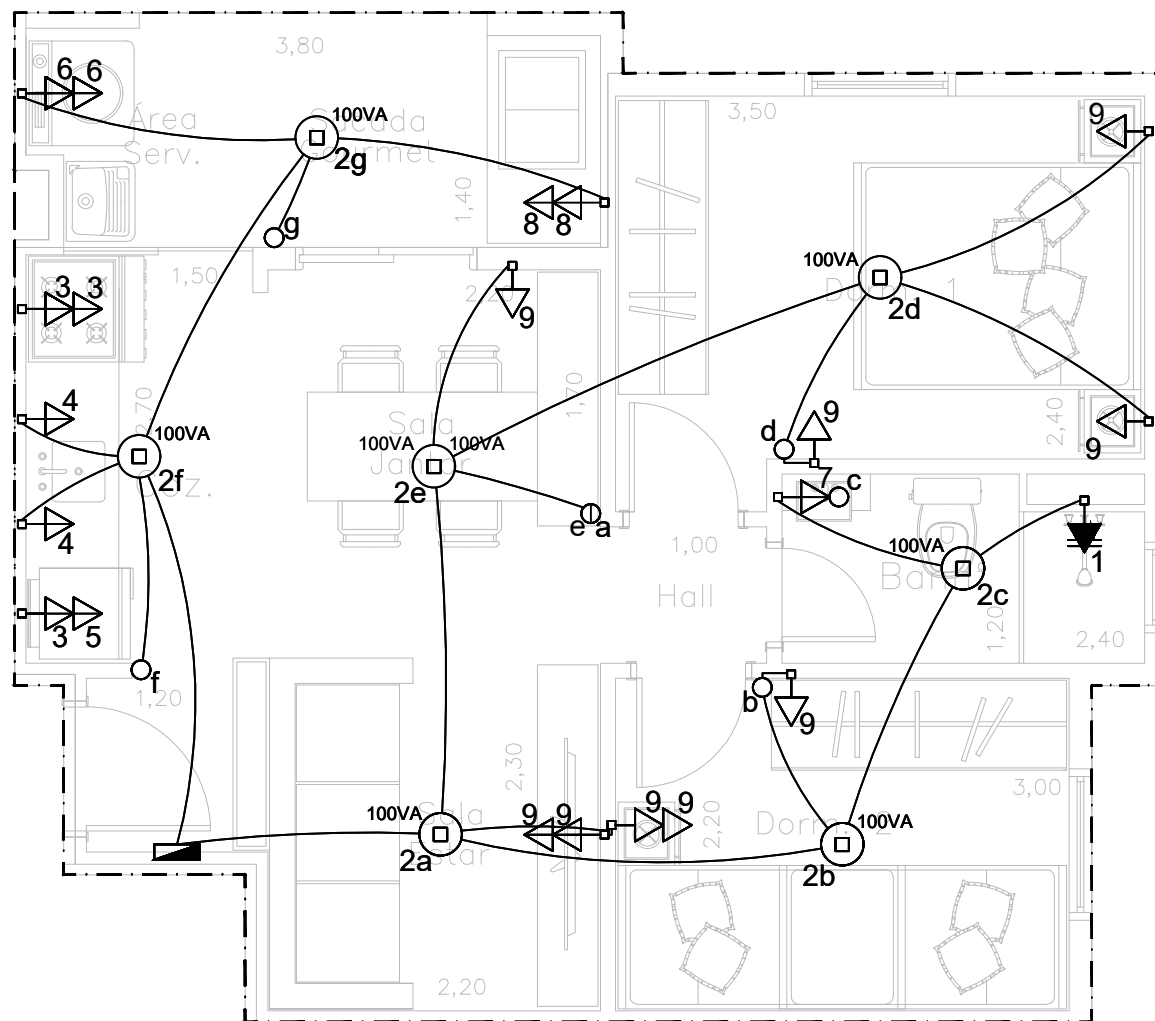 3,80
6 6
9
3,50
100VA
Área
Serv.
Sacada
Gourmet
2g
1,40
8 8
g
100VA
Dorm. 1
2d
1,50
2,20
3 3
9
4
2,70
1,70
2,40
9
9
d
100VA
Coz.
2f
Sala
Jantar
100VA 100VA
2e
e a
7 c
4
1,00
Hall
100VA
Banho
2c
1
1,20
2,40
3 5
f
1,20
b
9
2,30
3,00
100VA
Sala
Estar
2a
9 9
9 9
2,20
Dorm. 2
100VA
2b
2,20